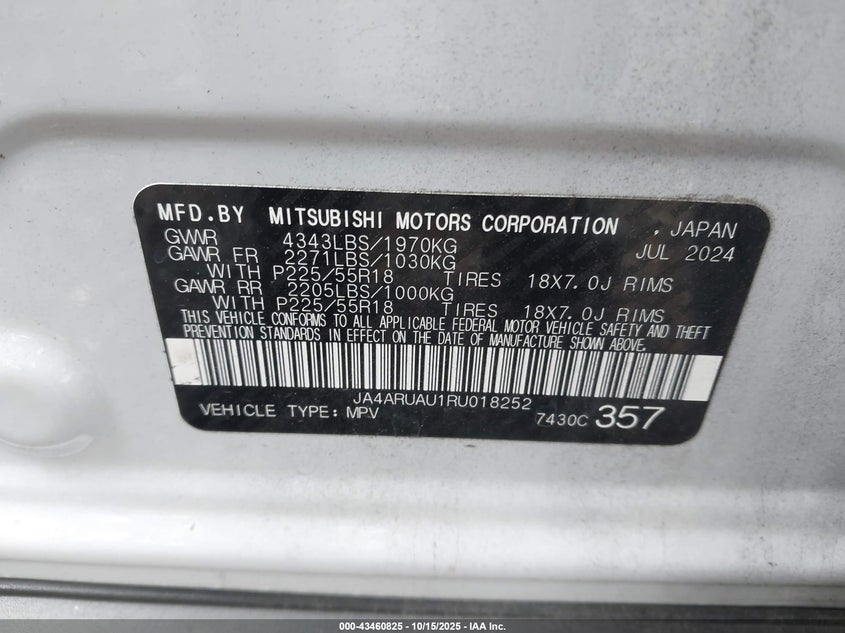 MFD.BY MITSUBISHI MOTORS CORPORATION , JAPAN
GVWR 4343LBS/1970KG JUL 2024
GAWR FR 2271LBS/1030KG
WITH P225/55R18 TIRES 18X7.0J RIMS
GAWR RR 2205LBS/1000KG
WITH P225/55R18 TIRES 18X7.0J RIMS
THIS VEHICLE CONFORMS TO ALL APPLICABLE FEDERAL MOTOR VEHICLE SAFETY AND THEFT
PREVENTION STANDARDS IN EFFECT ON THE DATE OF MANUFACTURE SHOWN ABOVE.
JA4ARUAU1RU018252
VEHICLE TYPE: MPV 7430C 357
000-43460825 - 10/15/2025 - IAA Inc.